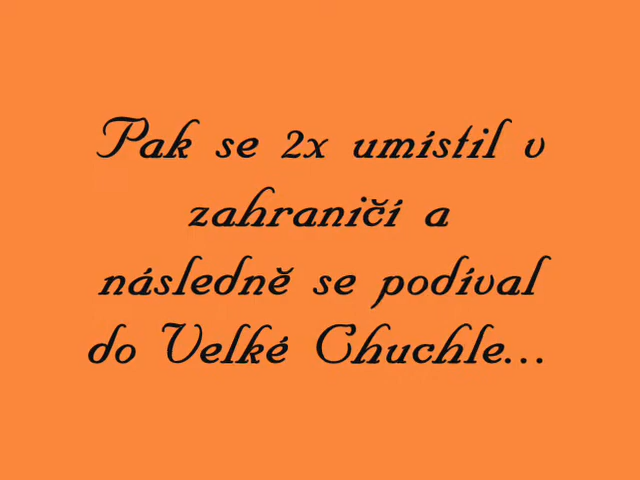 Pak se 2x umístil v
zahraničí a
následně se podíval
do Velké Chuchle...